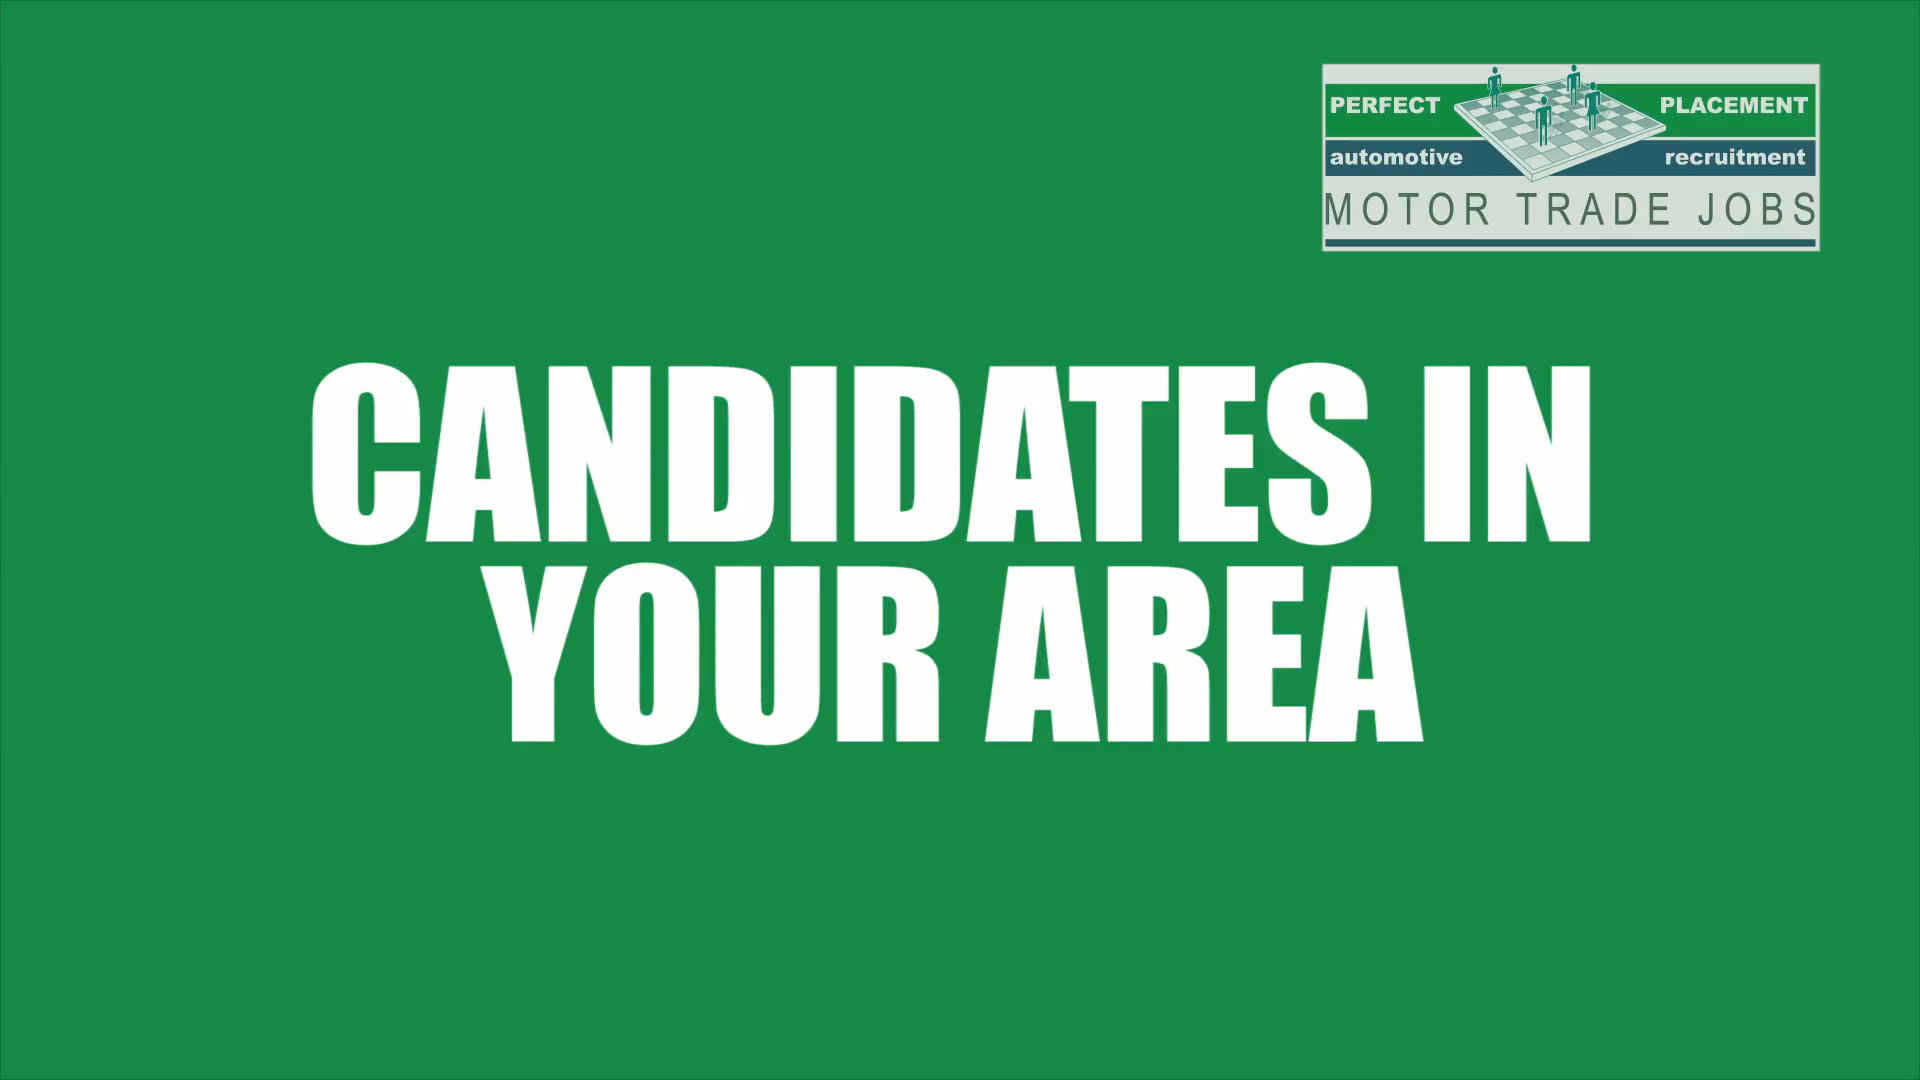 PERFECT PLACEMENT
automotive recruitment
MOTOR TRADE JOBS
CANDIDATES IN
YOUR AREA